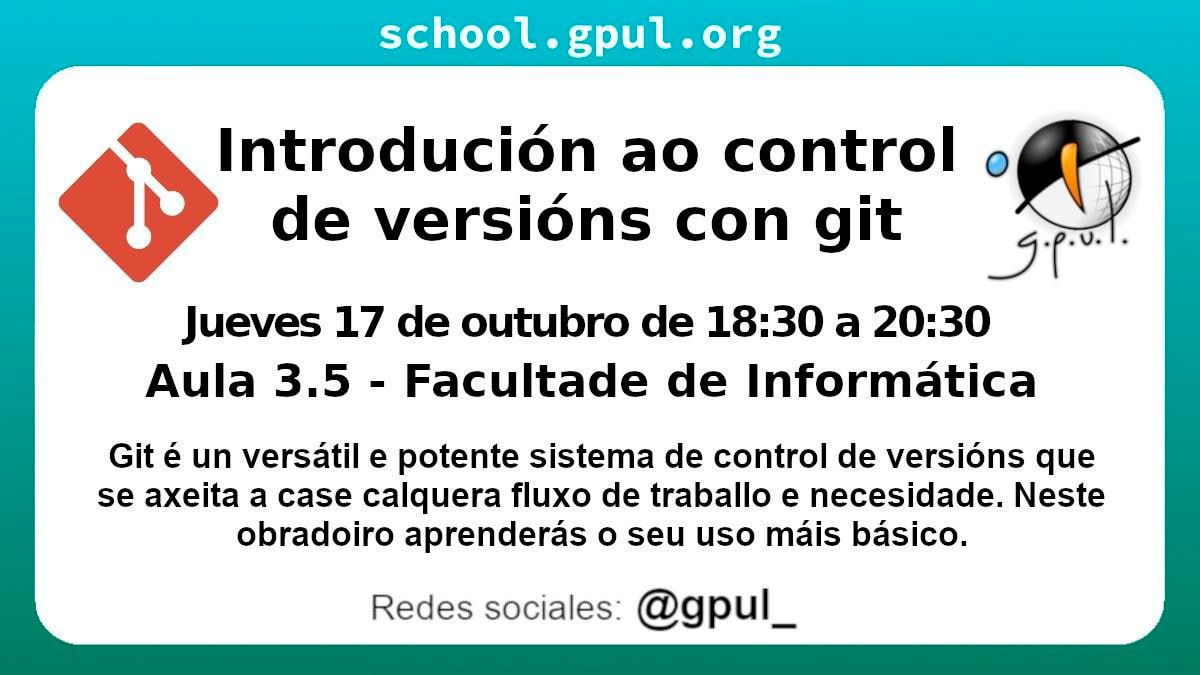 school.gpul.org
Introdución ao control
de versións con git
g.p.u.l.
Jueves 17 de outubro de 18:30 a 20:30
Aula 3.5 - Facultade de Informática
Git é un versátil e potente sistema de control de versións que
se axeita a case calquera fluxo de traballo e necesidade. Neste
obradoiro aprenderás o seu uso máis básico.
Redes sociales: @gpul_